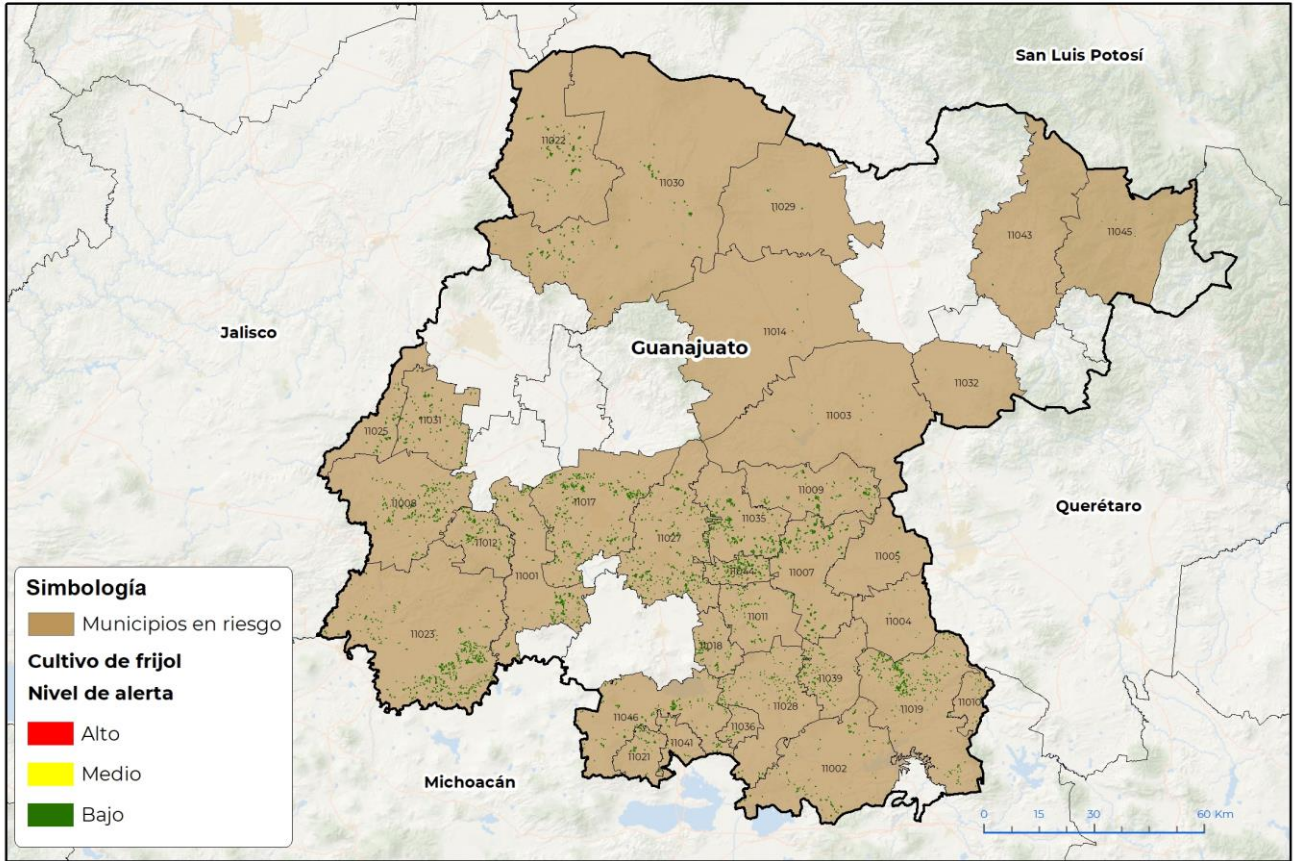 San Luis Potosí
11022
11030
11029
11043
11045
Jalisco
Guanajuato
11014
11032
11003
11025
11031
11008
11017
11009
11035
Querétaro
11012
11027
11001
11044
11007
11005
11023
11011
11004
11018
11039
11028
11019
11010
11046
11036
11041
11021
11002
Michoacán
Simbología
Municipios en riesgo
Cultivo de frijol
Nivel de alerta
Alto
Medio
Bajo
0 15 30 60 Km